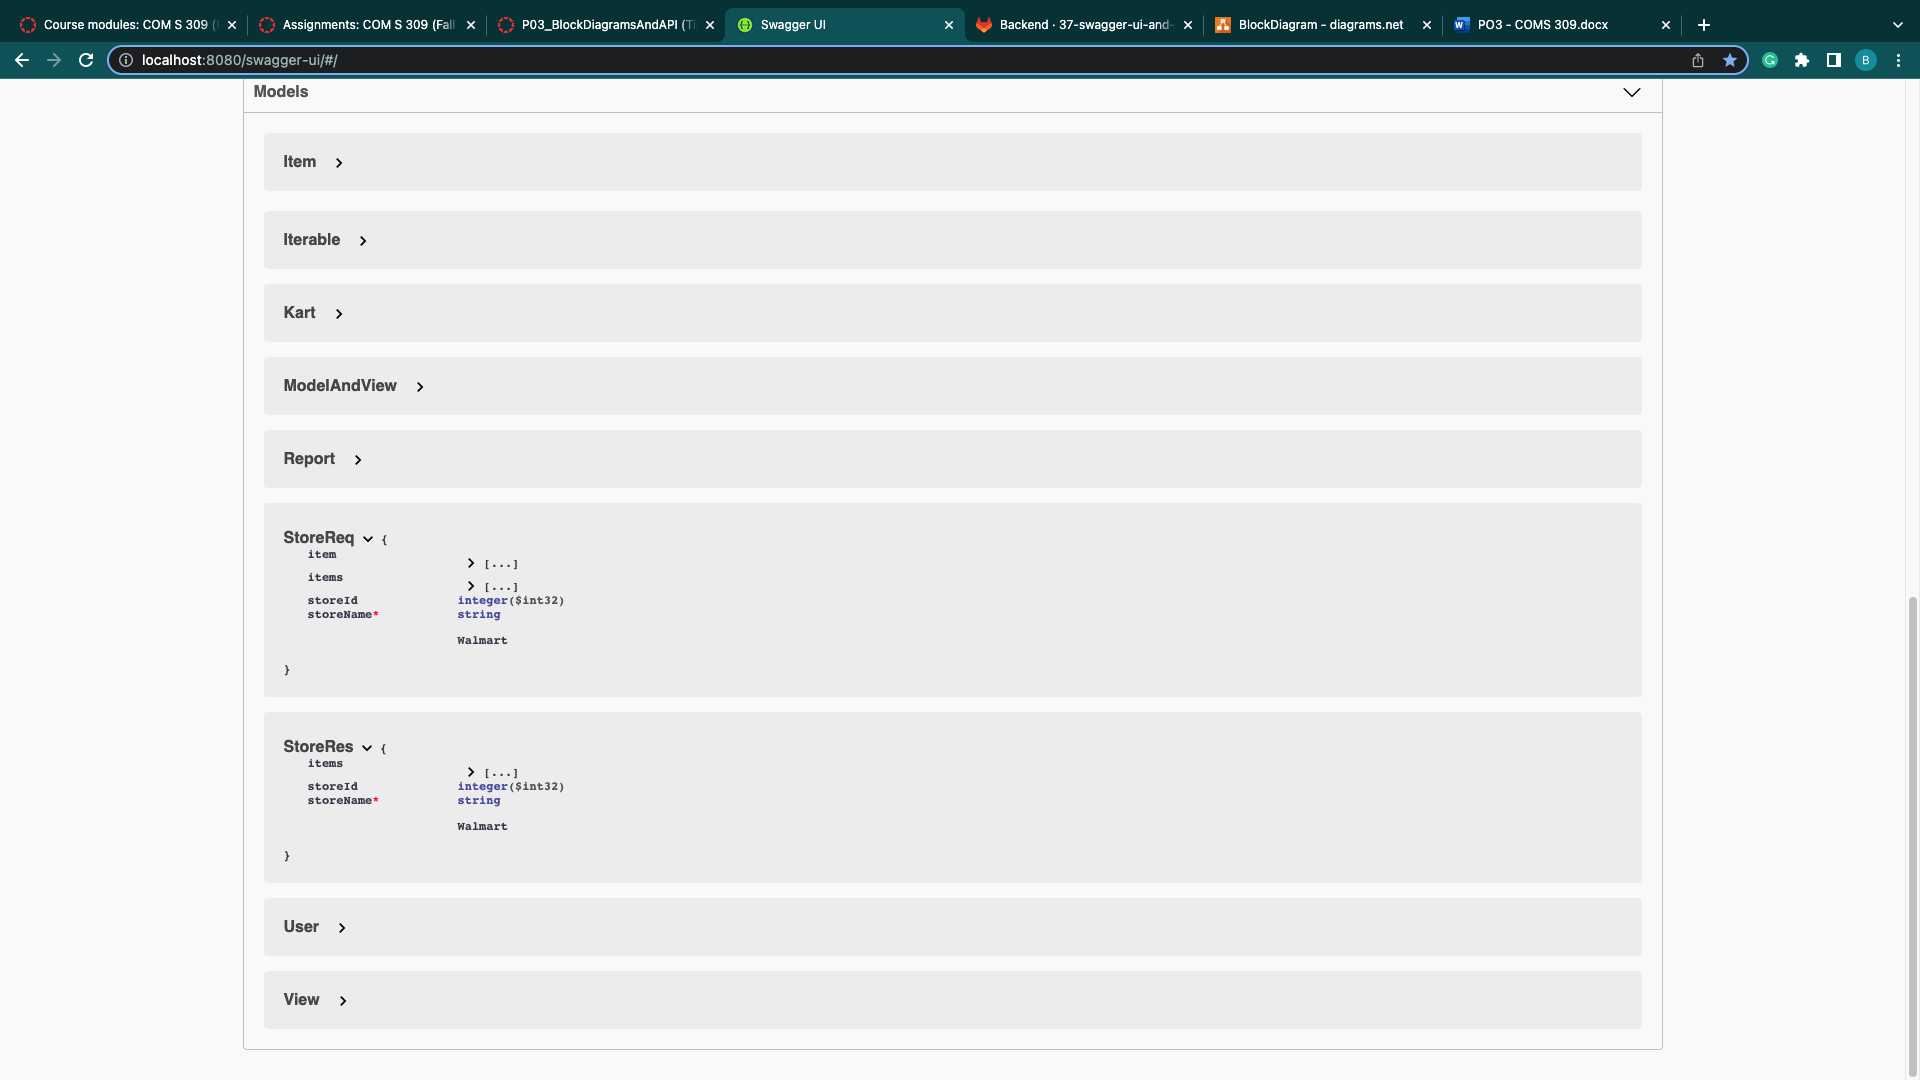 Course modules: COM S 309 (
Assignments: COM S 309 (Fall
P03_BlockDiagramsAndAPI (Ti
Swagger UI
Backend · 37-swagger-ui-and-
BlockDiagram - diagrams.net
PO3 - COMS 309.docx
localhost:8080/swagger-ui/#/
B
Models
Item
Iterable
Kart
ModelAndView
Report
StoreReq {
item [...]
items [...]
storeId integer($int32)
storeName* string
Walmart
}
StoreRes {
items [...]
storeId integer($int32)
storeName* string
Walmart
}
User
View